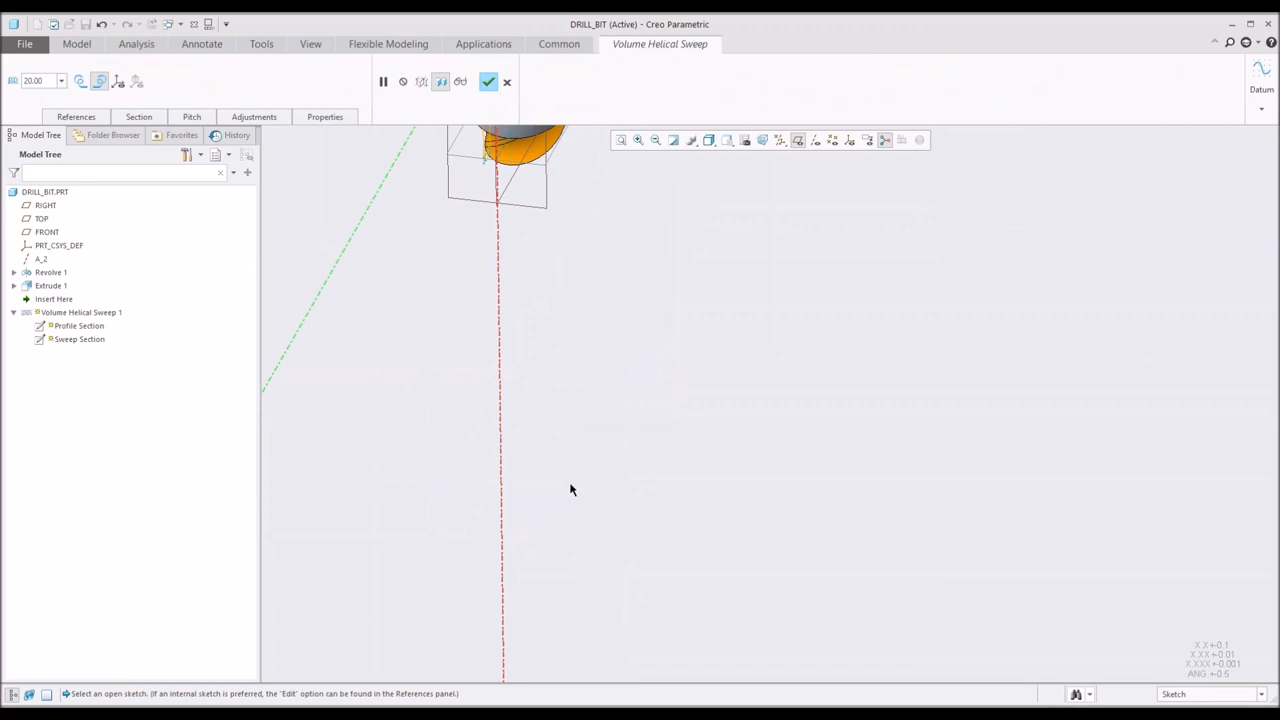 DRILL_BIT (Active) - Creo Parametric
File Model Analysis Annotate Tools View Flexible Modeling Applications Common Volume Helical Sweep
20.00
Datum
References Section Pitch Adjustments Properties
Model Tree Folder Browser Favorites History
Model Tree
DRILL_BIT.PRT
RIGHT
TOP
FRONT
PRT_CSYS_DEF
A_2
Revolve 1
Extrude 1
Insert Here
Volume Helical Sweep 1
Profile Section
Sweep Section
X.X+-0.1
X.XX+-0.01
X.XXX+-0.001
ANG +-0.5
Select an open sketch. (If an internal sketch is preferred, the "Edit" option can be found in the References panel.)
Sketch